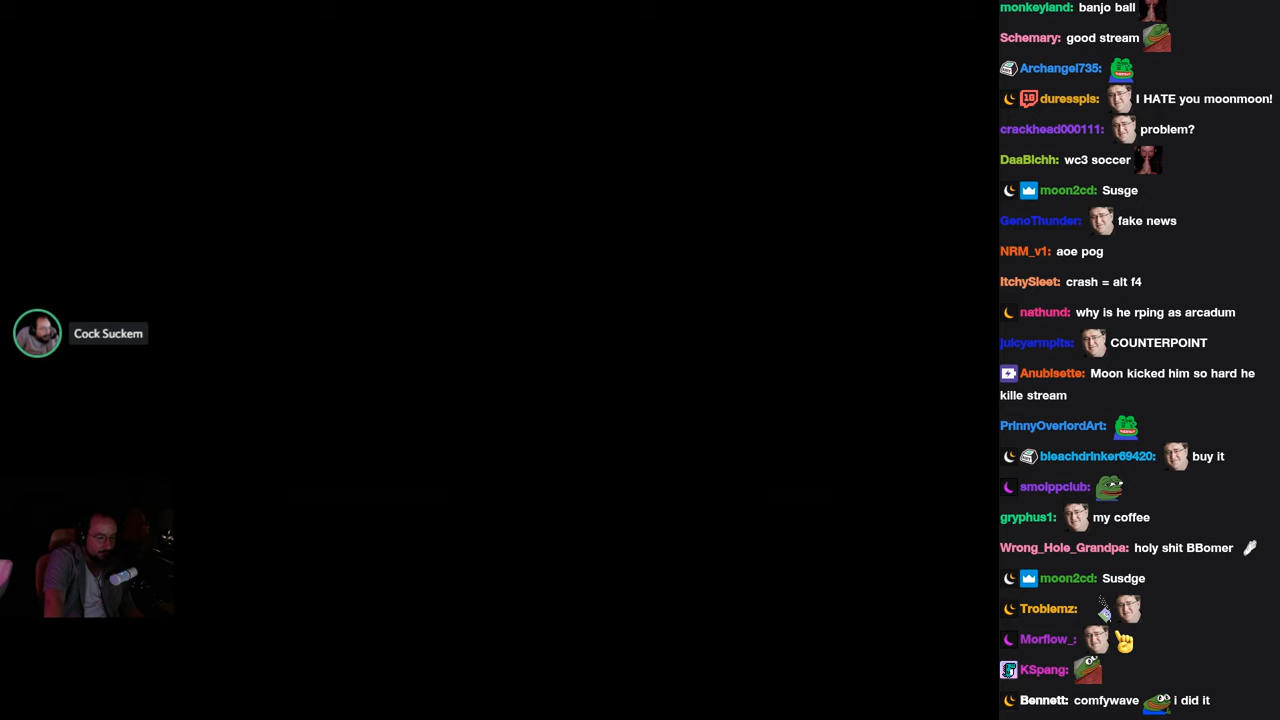 monkeyland: banjo ball
Schemary: good stream
Archangel735:
18 duresspls: I HATE you moonmoon!
crackhead000111: problem?
DaaBlchh: wc3 soccer
moon2cd: Susge
GenoThunder: fake news
NRM_v1: aoe pog
ItchySleet: crash = alt f4
nathund: why is he rping as arcadum
Cock Suckem
juicyarmpits: COUNTERPOINT
Anubisette: Moon kicked him so hard he
kille stream
PrinnyOverlordArt:
bleachdrinker69420: buy it
smolppclub:
gryphus1: my coffee
Wrong_Hole_Grandpa: holy shit BBomer
moon2cd: Susdge
Troblemz:
Morflow_:
KSpang:
Bennett: comfywave i did it